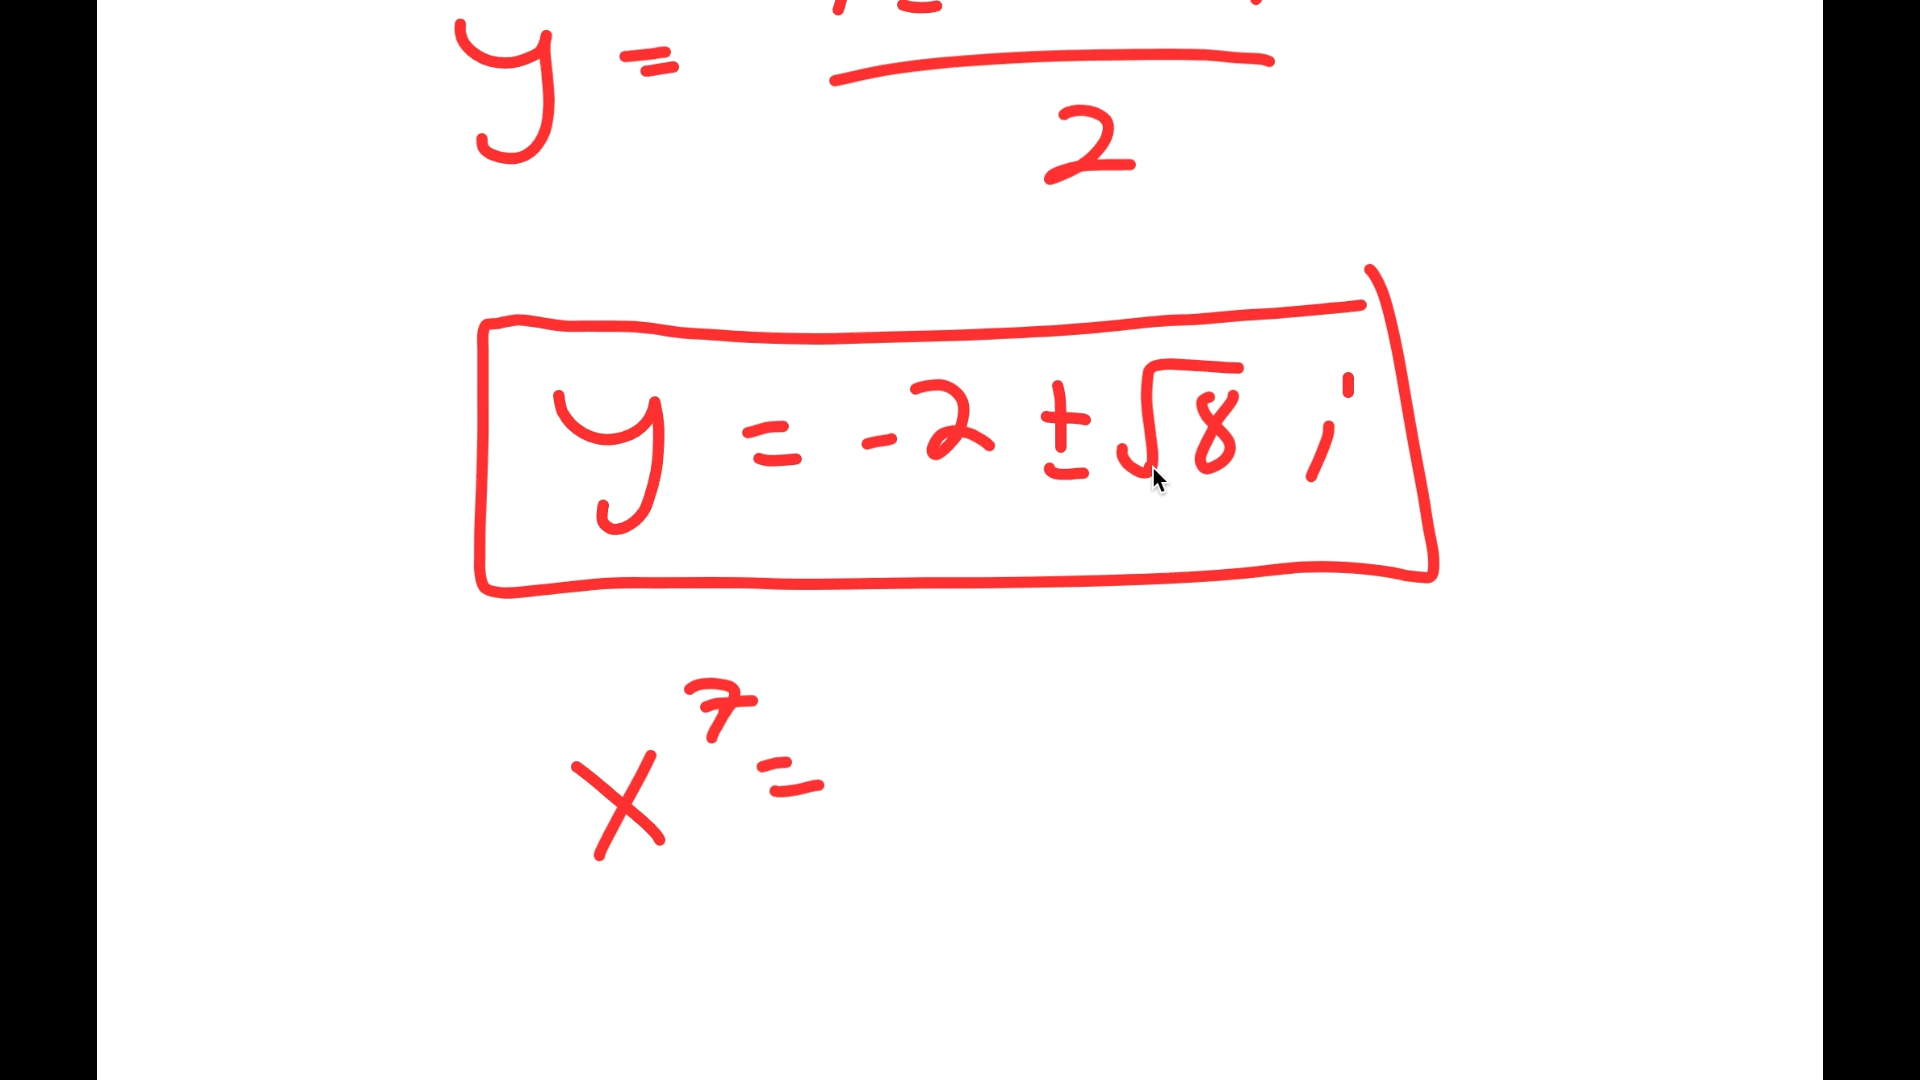 y = 
2
y = -2 ± √8 i
x⁷ =